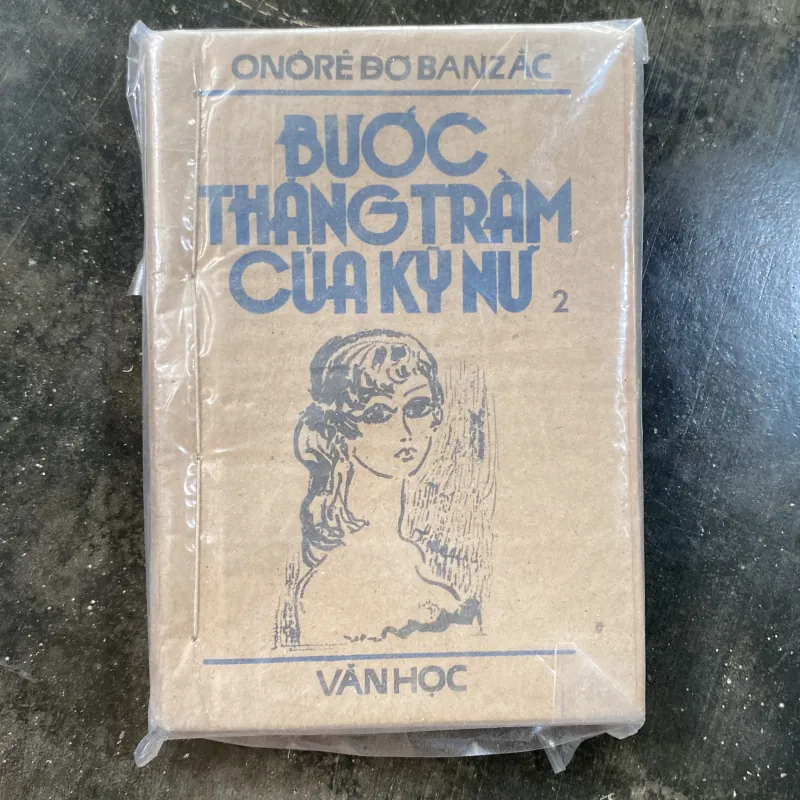 ONÔRÊ ĐƠ BANZẮC
BƯỚC
THĂNG TRẦM
CỦA KỸ NỮ 2
VĂN HỌC